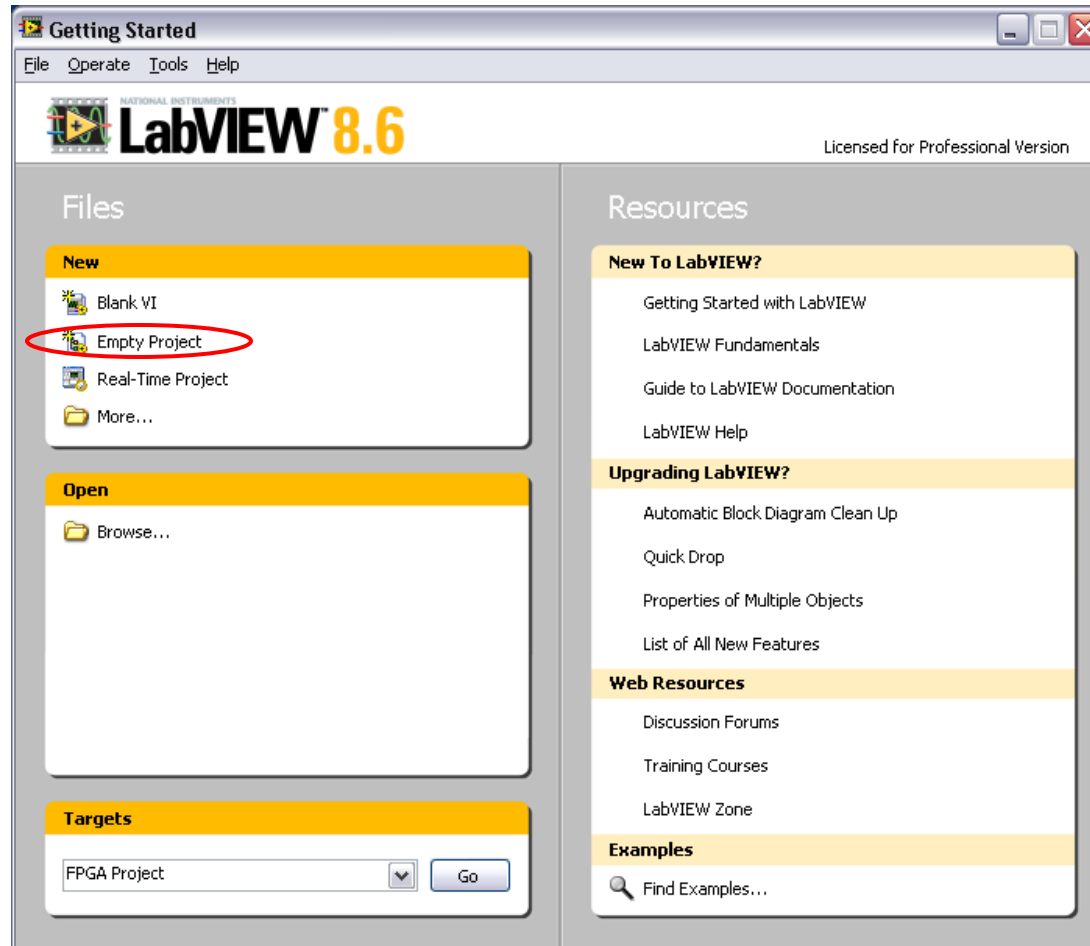 Getting Started
File Operate Tools Help
NATIONAL INSTRUMENTS
LabVIEW™ 8.6
Licensed for Professional Version
Files
New
Blank VI
Empty Project
Real-Time Project
More...
Open
Browse...
Targets
FPGA Project
Go
Resources
New To LabVIEW?
Getting Started with LabVIEW
LabVIEW Fundamentals
Guide to LabVIEW Documentation
LabVIEW Help
Upgrading LabVIEW?
Automatic Block Diagram Clean Up
Quick Drop
Properties of Multiple Objects
List of All New Features
Web Resources
Discussion Forums
Training Courses
LabVIEW Zone
Examples
Find Examples...